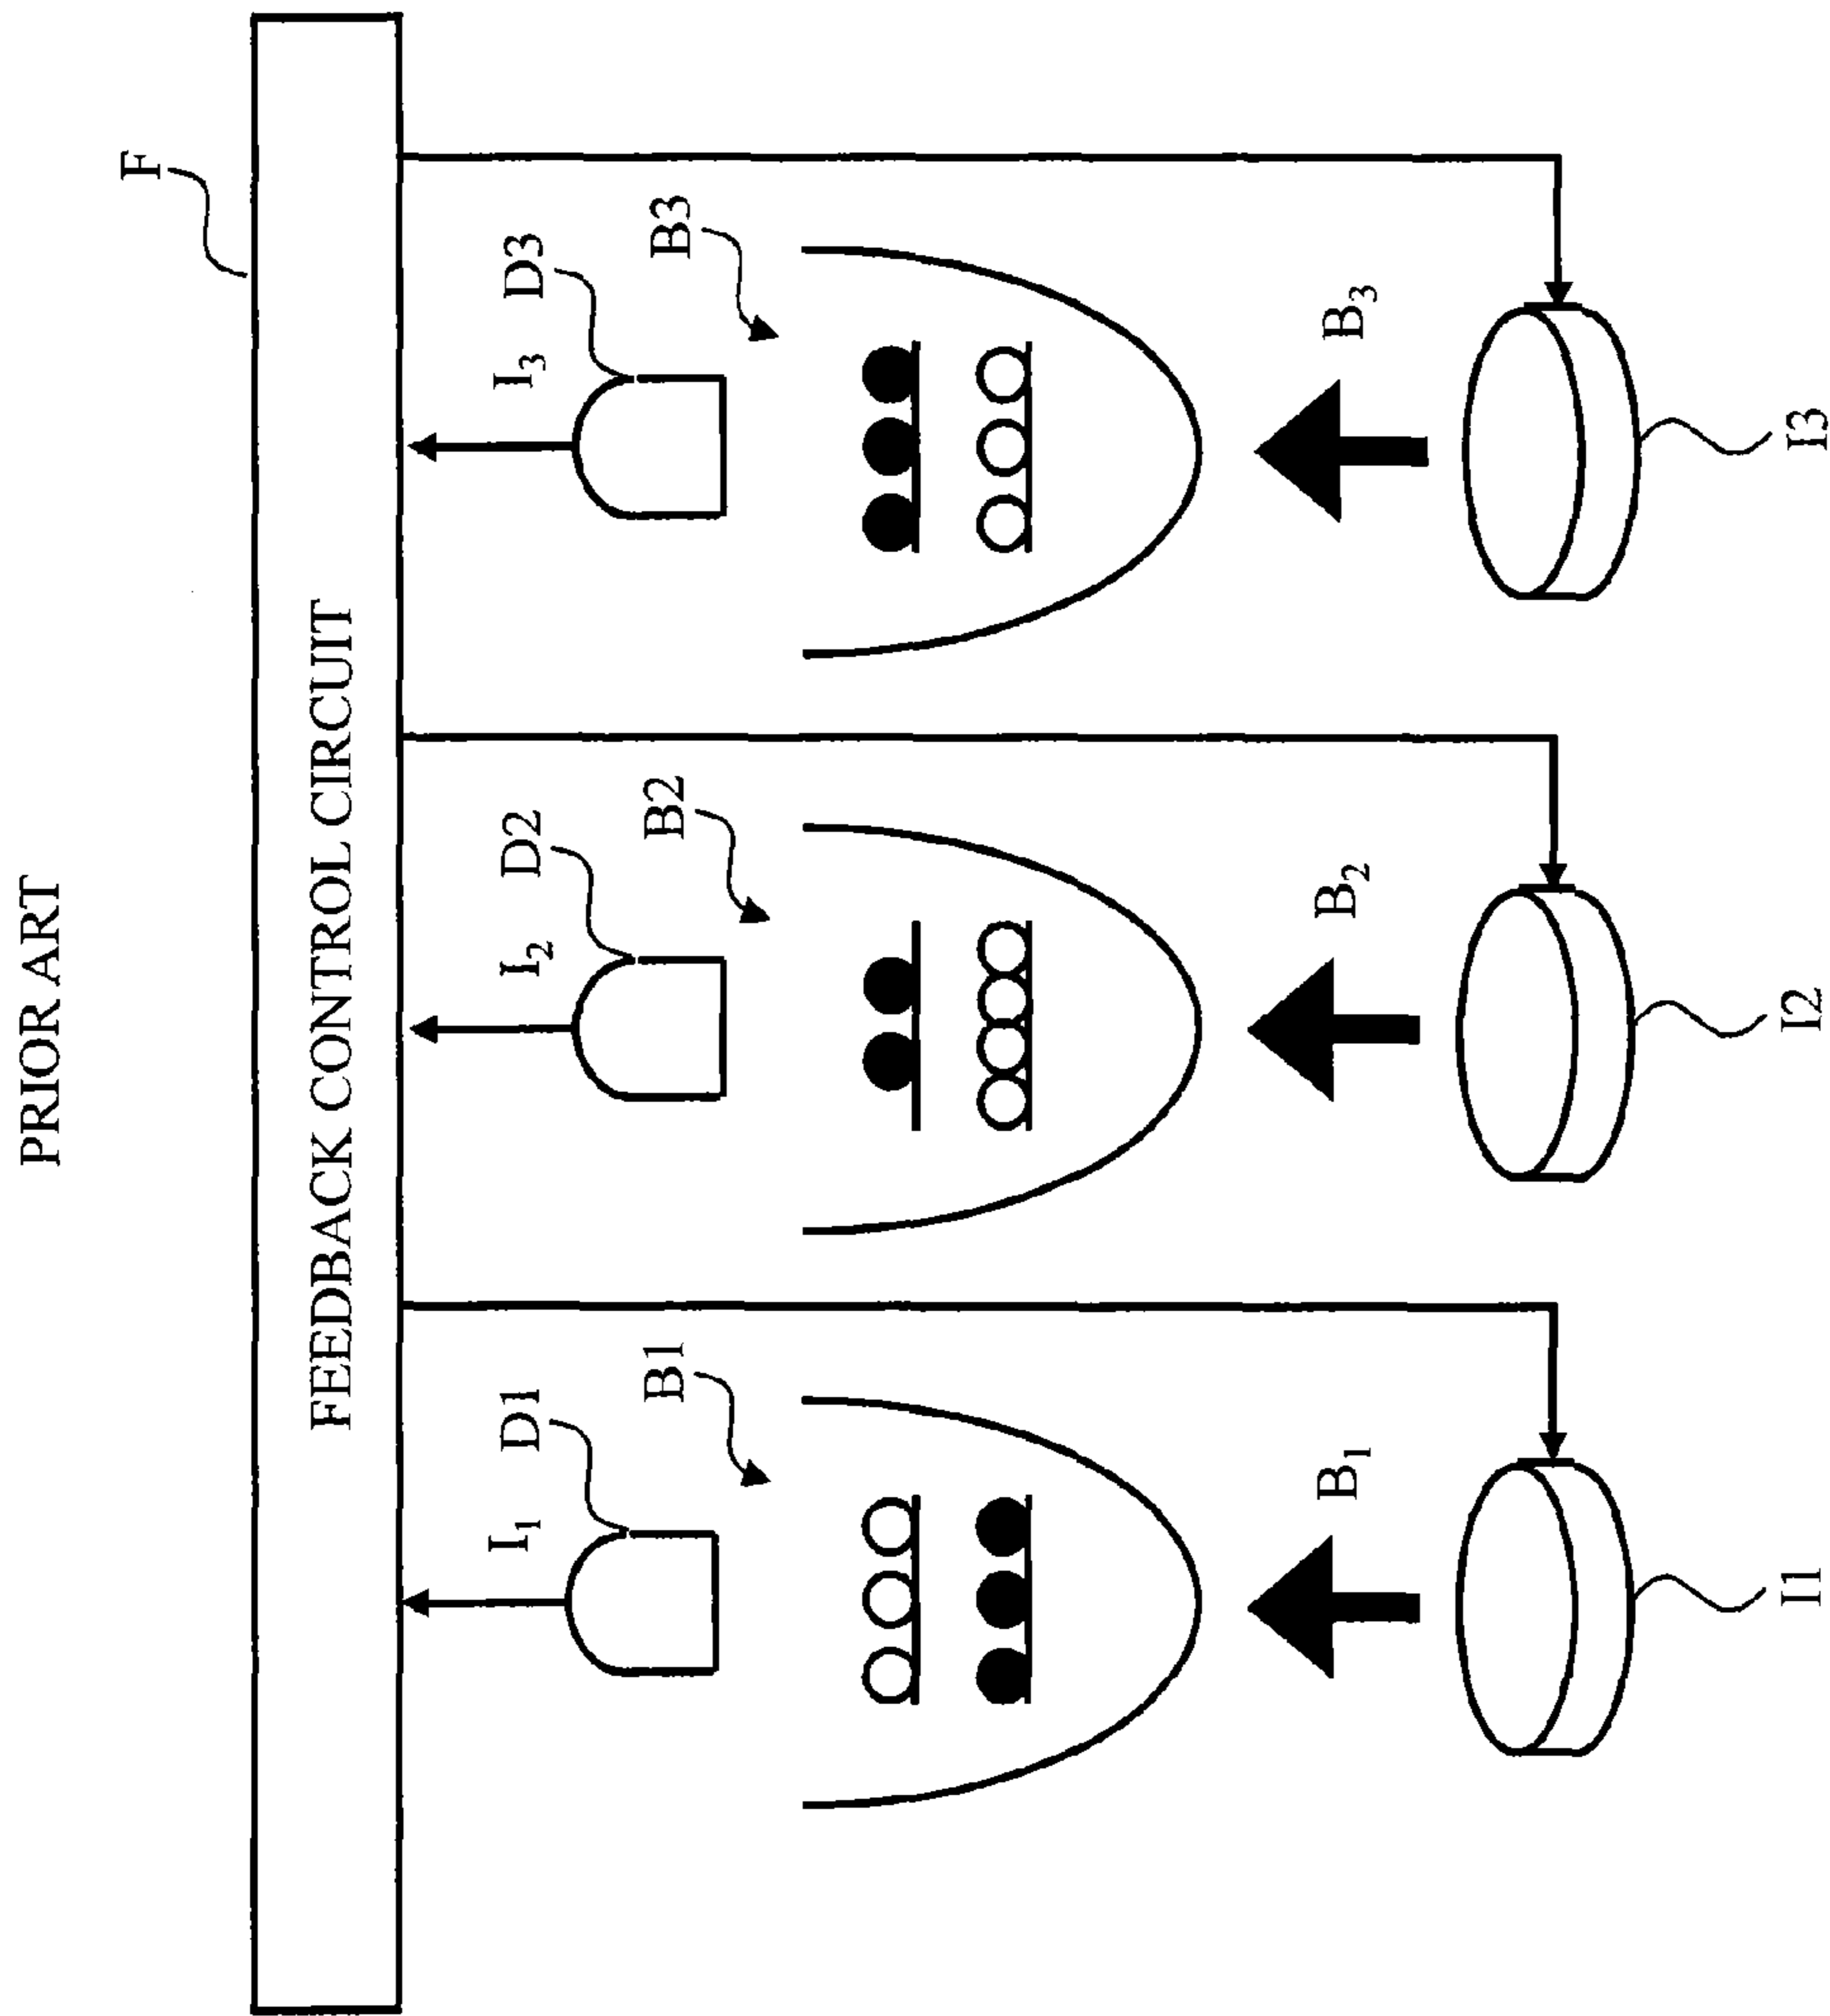 PRIOR ART
F
FEEDBACK CONTROL CIRCUIT
I₁
D1
I₂
D2
I₃
D3
B1
B2
B3
B₁
B₂
B₃
I1
I2
I3